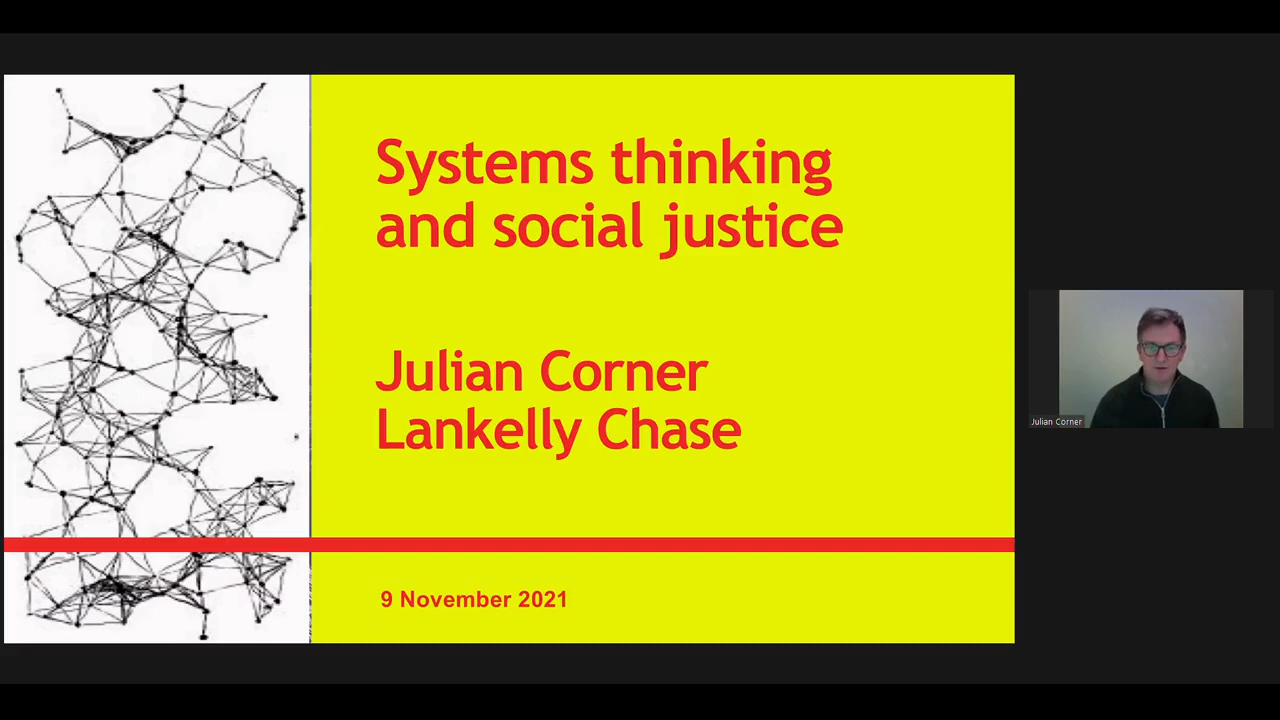 Systems thinking
and social justice
Julian Corner
Lankelly Chase
9 November 2021
Julian Corner